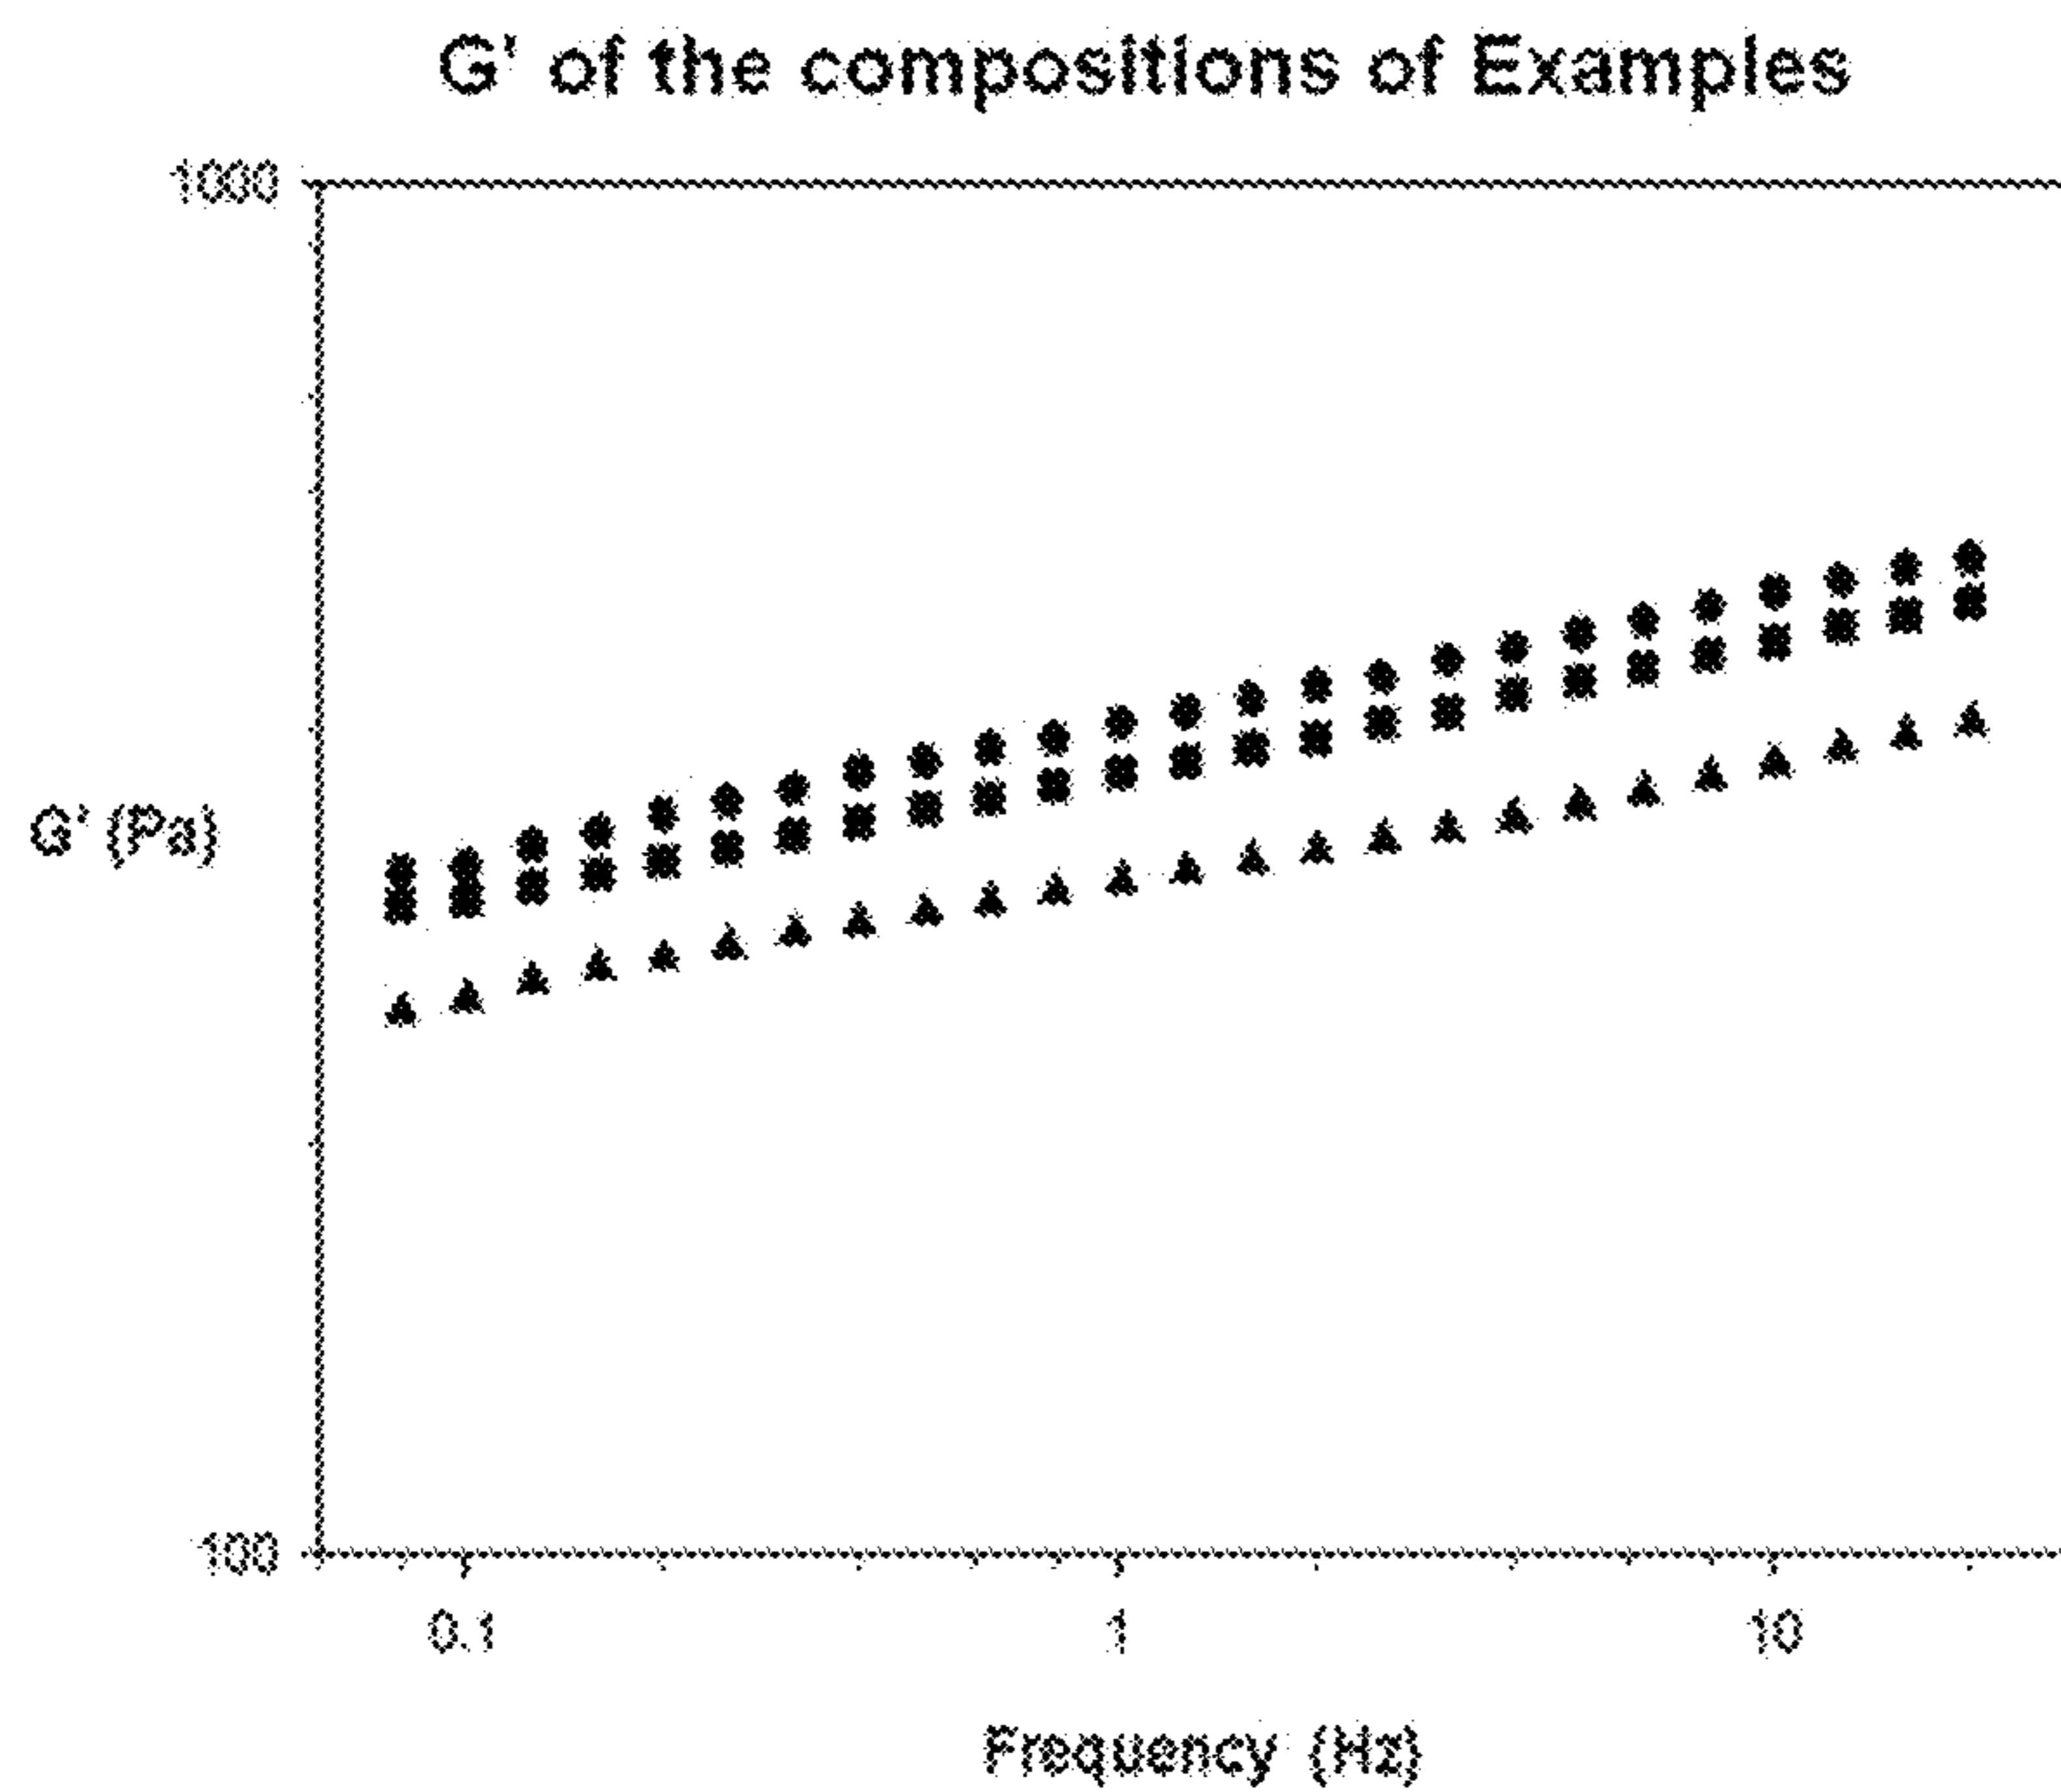 G' of the compositions of Examples
1000
G' (Pa)
100
0.1 1 10
Frequency (Hz)